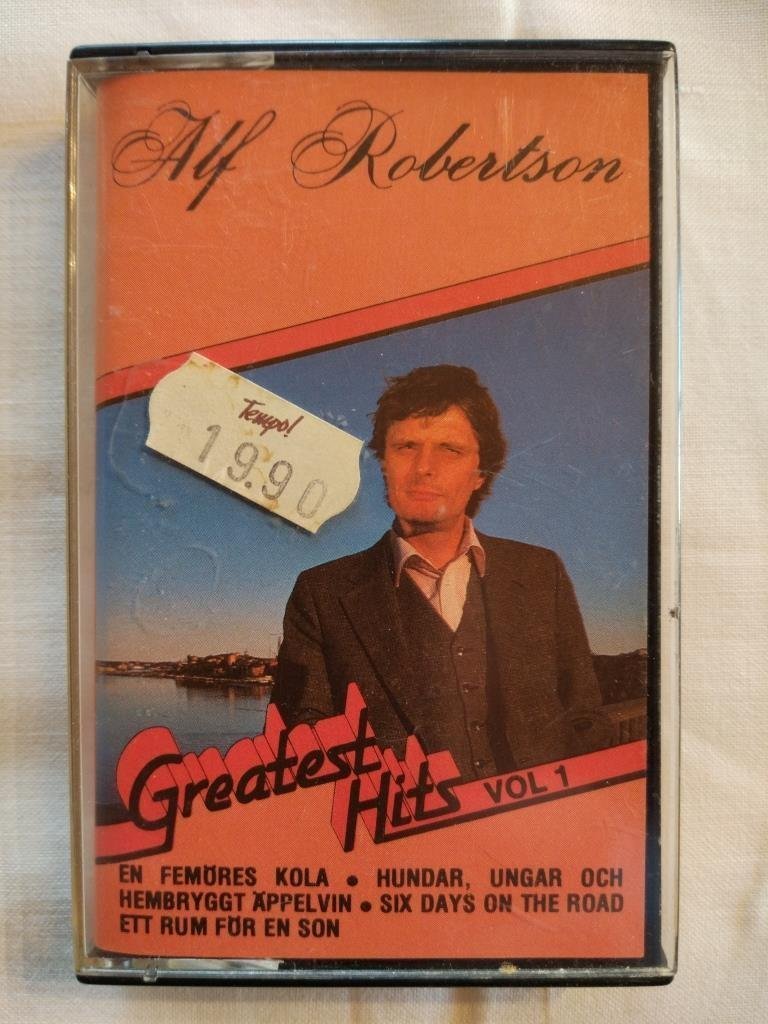 Alf Robertson
Tempo!
19.90
Greatest
Hits VOL 1
EN FEMÖRES KOLA • HUNDAR, UNGAR OCH
HEMBRYGGT ÄPPELVIN • SIX DAYS ON THE ROAD
ETT RUM FÖR EN SON